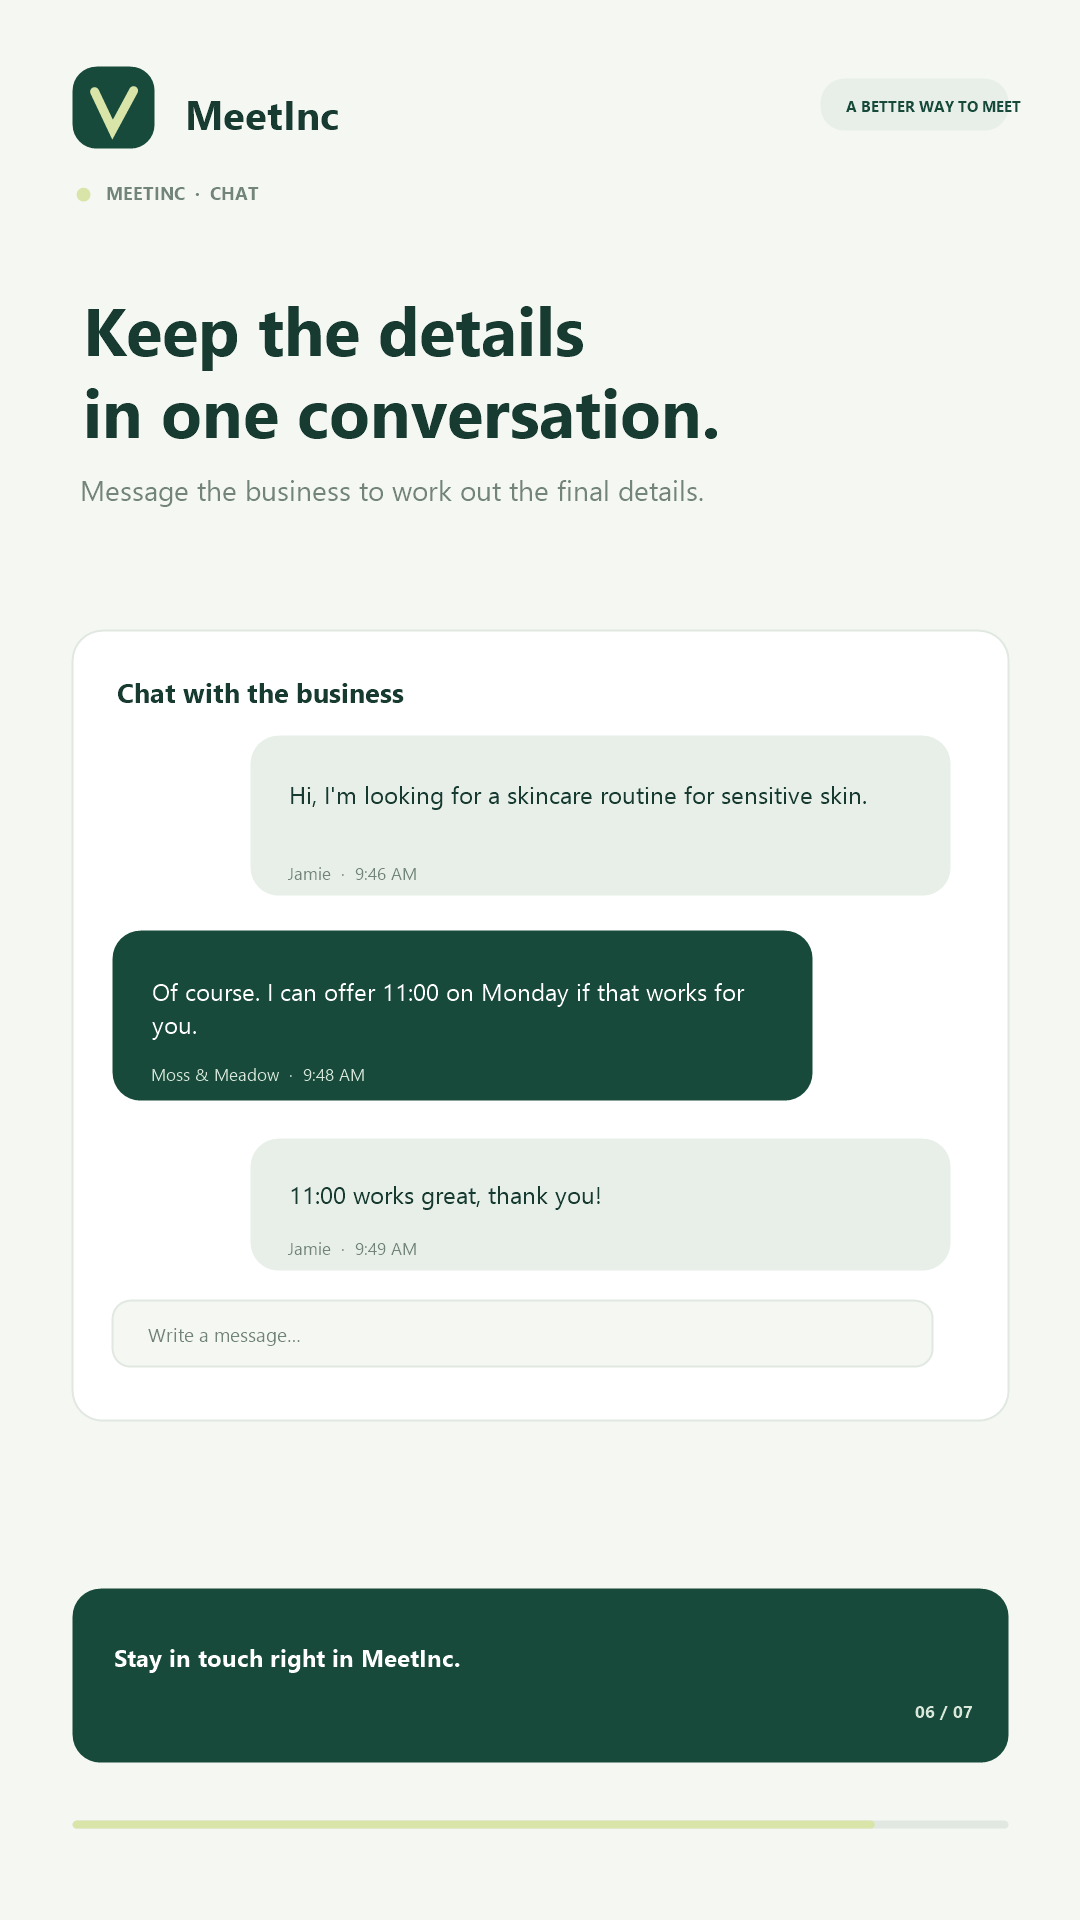 MeetInc
A BETTER WAY TO MEET
MEETINC · CHAT
Keep the details
in one conversation.
Message the business to work out the final details.
Chat with the business
Hi, I'm looking for a skincare routine for sensitive skin.
Jamie · 9:46 AM
Of course. I can offer 11:00 on Monday if that works for
you.
Moss & Meadow · 9:48 AM
11:00 works great, thank you!
Jamie · 9:49 AM
Write a message...
Stay in touch right in MeetInc.
06 / 07